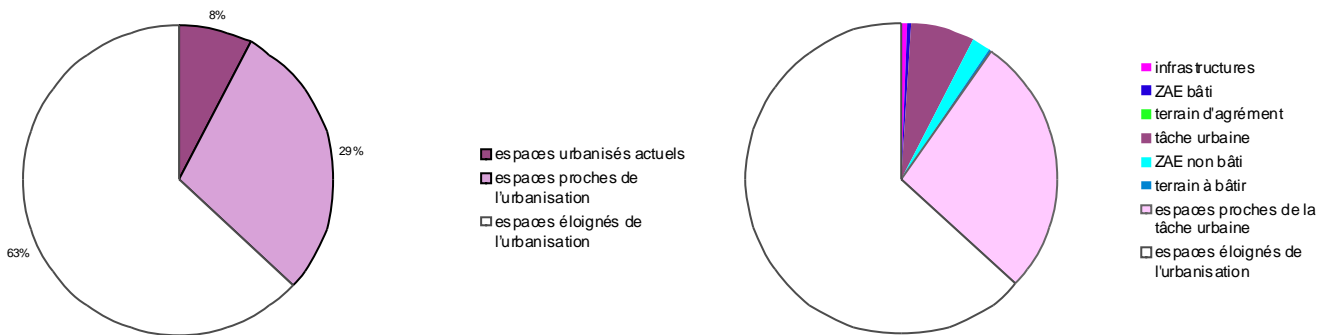 8%
29%
63%
espaces urbanisés actuels
espaces proches de
l'urbanisation
espaces éloignés de
l'urbanisation
infrastructures
ZAE bâti
terrain d'agrément
tâche urbaine
ZAE non bâti
terrain à bâtir
espaces proches de la
tâche urbaine
espaces éloignés de
l'urbanisation